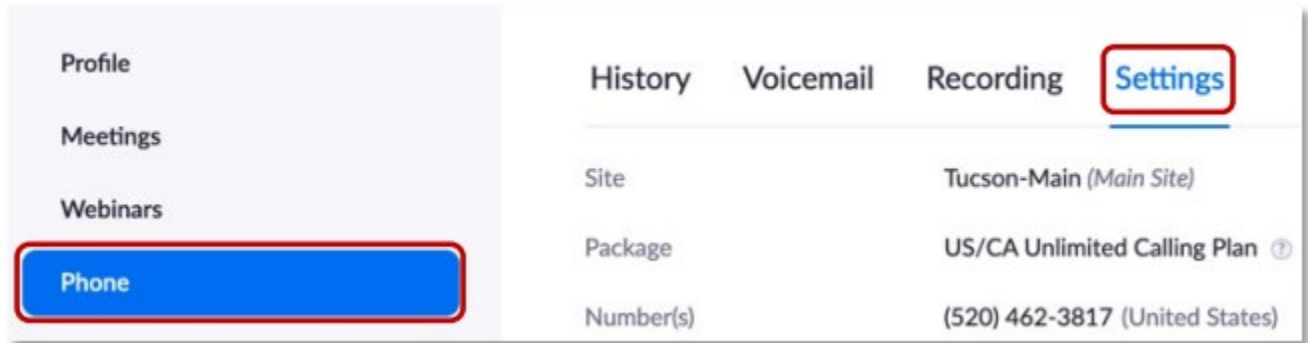 Profile
Meetings
Webinars
Phone
History Voicemail Recording Settings
Site Tucson-Main (Main Site)
Package US/CA Unlimited Calling Plan ?
Number(s) (520) 462-3817 (United States)